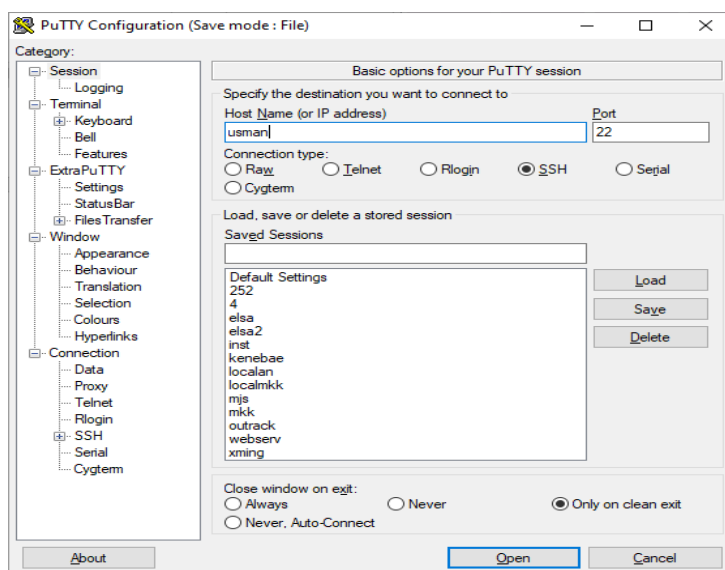 PuTTY Configuration (Save mode : File)
Category:
Session
Logging
Terminal
Keyboard
Bell
Features
ExtraPuTTY
Settings
StatusBar
FilesTransfer
Window
Appearance
Behaviour
Translation
Selection
Colours
Hyperlinks
Connection
Data
Proxy
Telnet
Rlogin
SSH
Serial
Cygterm
Basic options for your PuTTY session
Specify the destination you want to connect to
Host Name (or IP address) Port
usman 22
Connection type:
Raw Telnet Rlogin SSH Serial
Cygterm
Load, save or delete a stored session
Saved Sessions
Default Settings
252
4
elsa
elsa2
inst
kenebae
localan
localmkk
mjs
mkk
outrack
webserv
xming
Load
Save
Delete
Close window on exit:
Always Never Only on clean exit
Never, Auto-Connect
About Open Cancel